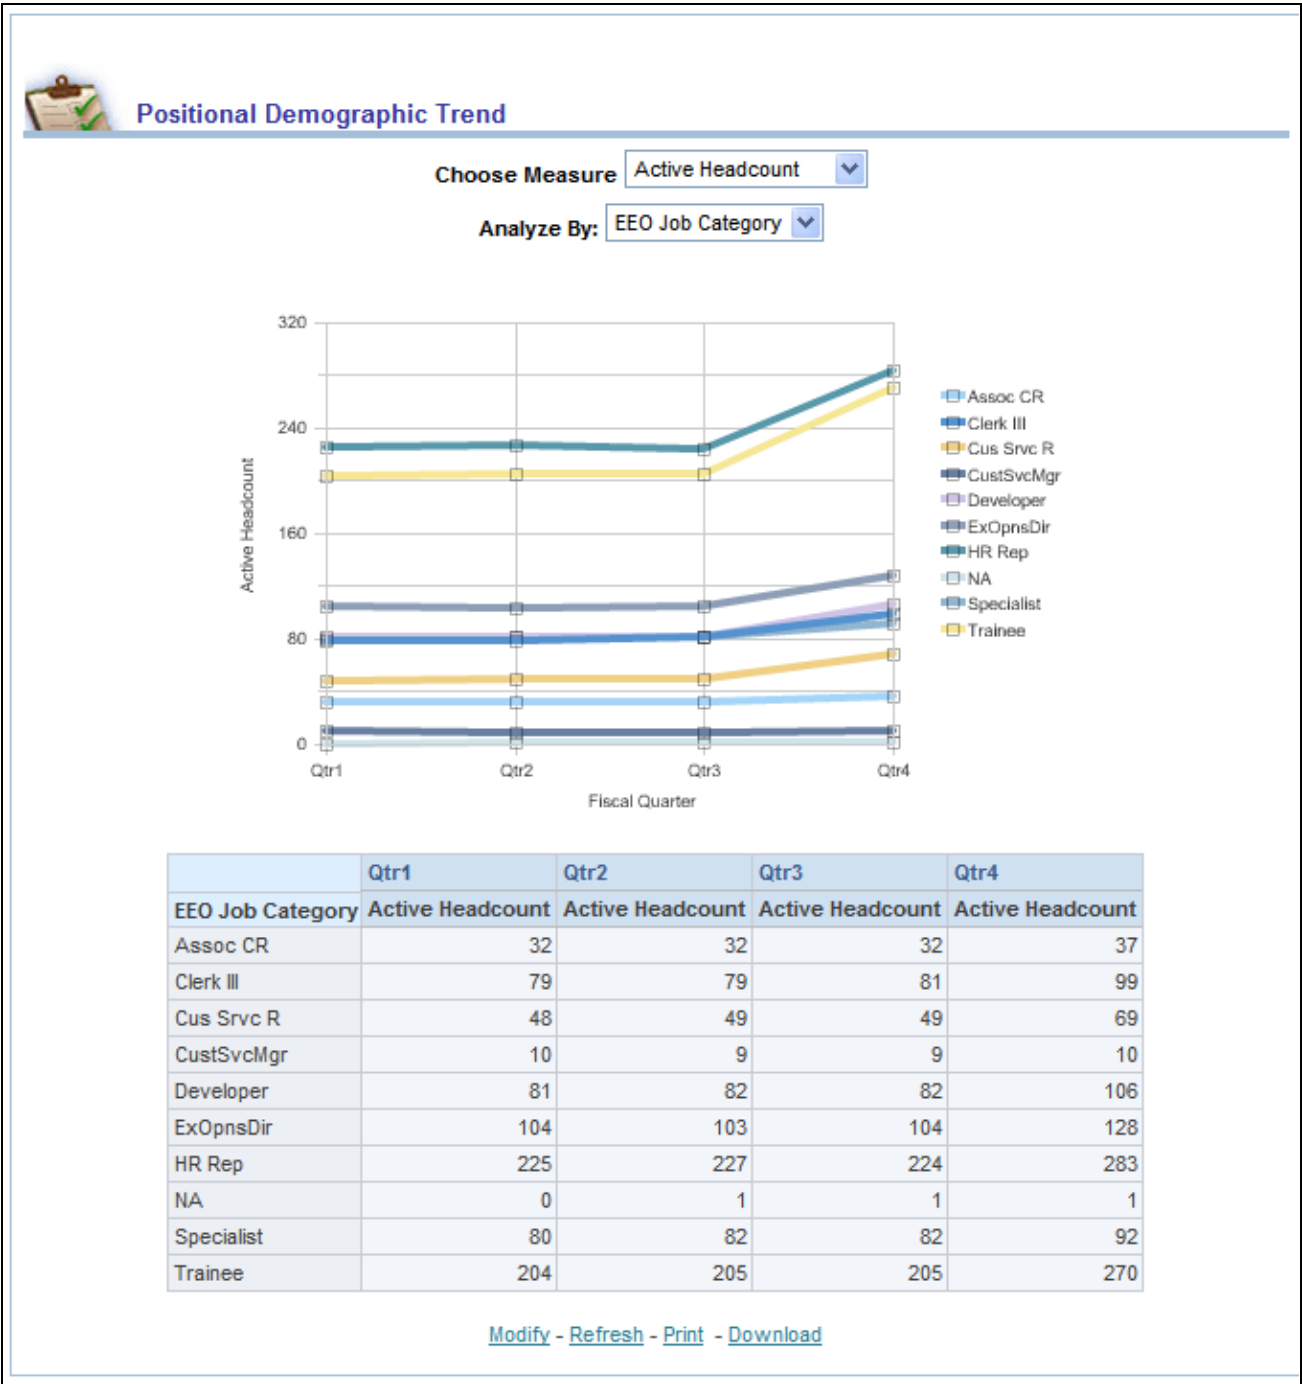 Positional Demographic Trend
Choose Measure Active Headcount
Analyze By: EEO Job Category
320
240
160
80
0
Active Headcount
Qtr1 Qtr2 Qtr3 Qtr4
Fiscal Quarter
Assoc CR
Clerk III
Cus Srvc R
CustSvcMgr
Developer
ExOpnsDir
HR Rep
NA
Specialist
Trainee
Qtr1 Qtr2 Qtr3 Qtr4
EEO Job Category Active Headcount Active Headcount Active Headcount Active Headcount
Assoc CR 32 32 32 37
Clerk III 79 79 81 99
Cus Srvc R 48 49 49 69
CustSvcMgr 10 9 9 10
Developer 81 82 82 106
ExOpnsDir 104 103 104 128
HR Rep 225 227 224 283
NA 0 1 1 1
Specialist 80 82 82 92
Trainee 204 205 205 270
Modify - Refresh - Print - Download